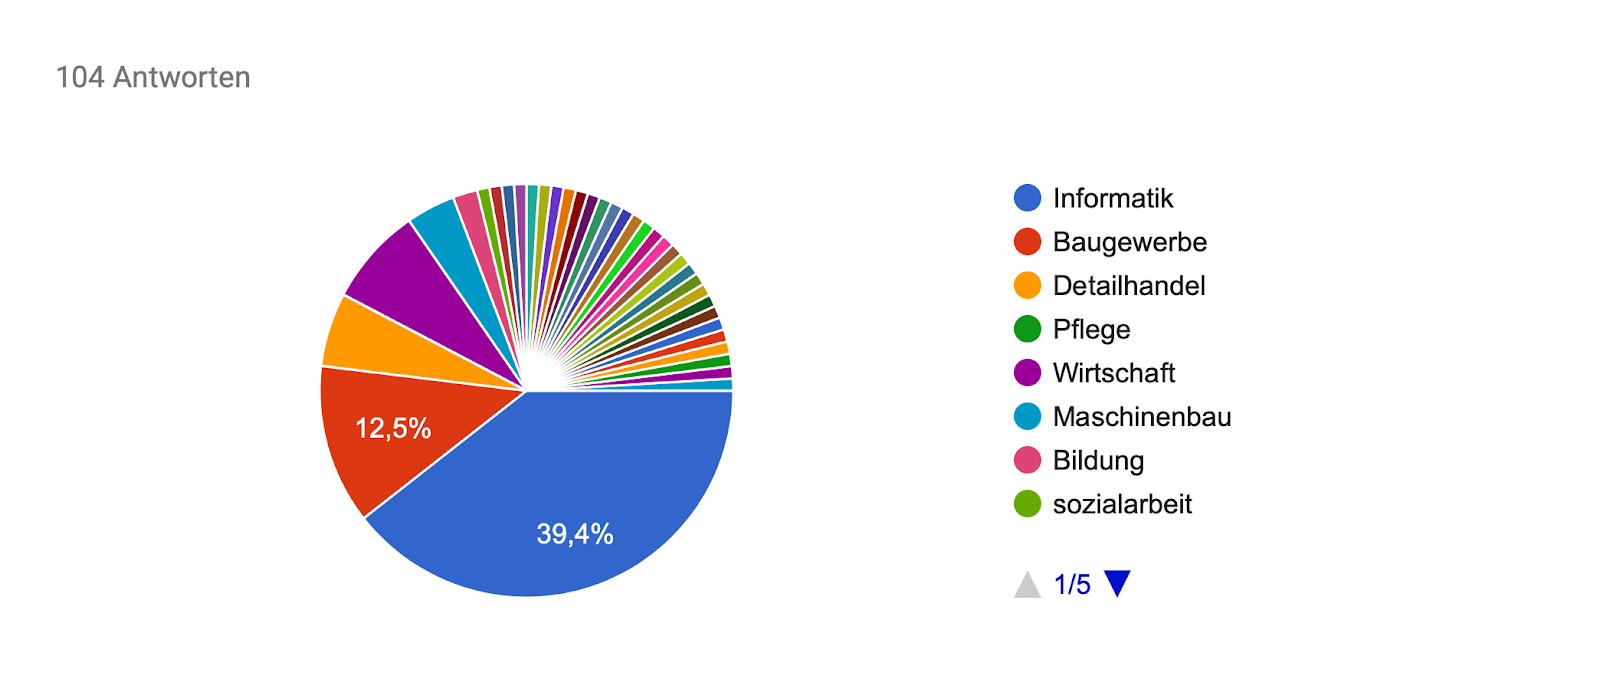 104 Antworten
12,5%
39,4%
Informatik
Baugewerbe
Detailhandel
Pflege
Wirtschaft
Maschinenbau
Bildung
sozialarbeit
1/5